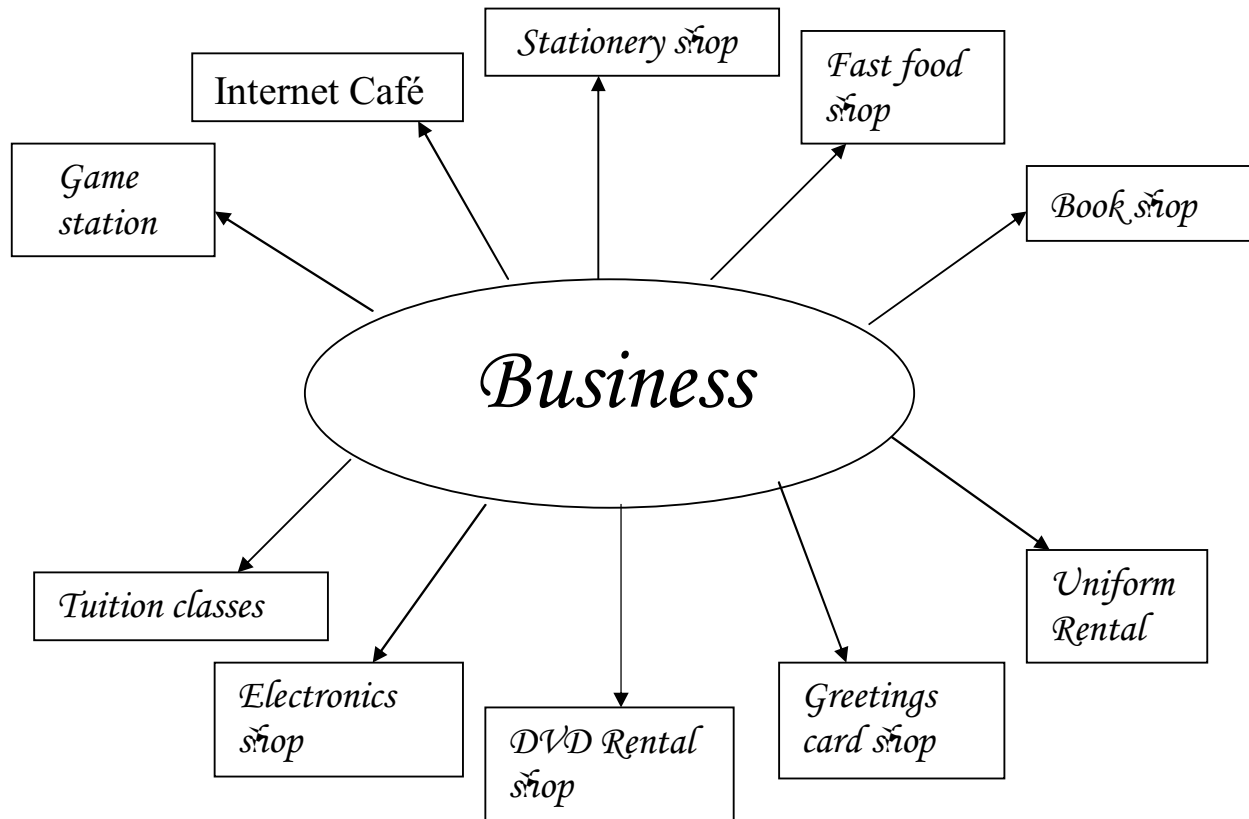 Stationery shop
Internet Café
Fast food
shop
Game
station
Book shop
Business
Tuition classes
Uniform
Rental
Electronics
shop
DVD Rental
shop
Greetings
card shop